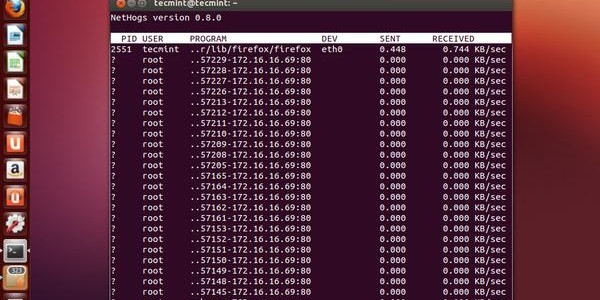 tecmint@tecmint: ~
NetHogs version 0.8.0
PID USER PROGRAM DEV SENT RECEIVED
2551 tecmint ..r/lib/firefox/firefox eth0 0.448 0.744 KB/sec
? root ..57229-172.16.16.69:80 0.000 0.000 KB/sec
? root ..57228-172.16.16.69:80 0.000 0.000 KB/sec
? root ..57227-172.16.16.69:80 0.000 0.000 KB/sec
? root ..57226-172.16.16.69:80 0.000 0.000 KB/sec
? root ..57213-172.16.16.69:80 0.000 0.000 KB/sec
? root ..57212-172.16.16.69:80 0.000 0.000 KB/sec
? root ..57211-172.16.16.69:80 0.000 0.000 KB/sec
? root ..57210-172.16.16.69:80 0.000 0.000 KB/sec
? root ..57209-172.16.16.69:80 0.000 0.000 KB/sec
? root ..57208-172.16.16.69:80 0.000 0.000 KB/sec
? root ..57205-172.16.16.69:80 0.000 0.000 KB/sec
? root ..57165-172.16.16.69:80 0.000 0.000 KB/sec
? root ..57164-172.16.16.69:80 0.000 0.000 KB/sec
? root ..57163-172.16.16.69:80 0.000 0.000 KB/sec
? root ..57162-172.16.16.69:80 0.000 0.000 KB/sec
? root ..57161-172.16.16.69:80 0.000 0.000 KB/sec
? root ..57153-172.16.16.69:80 0.000 0.000 KB/sec
? root ..57152-172.16.16.69:80 0.000 0.000 KB/sec
? root ..57151-172.16.16.69:80 0.000 0.000 KB/sec
? root ..57150-172.16.16.69:80 0.000 0.000 KB/sec
? root ..57149-172.16.16.69:80 0.000 0.000 KB/sec
? root ..57148-172.16.16.69:80 0.000 0.000 KB/sec
? root ..57145-172.16.16.69:80 0.000 0.000 KB/sec